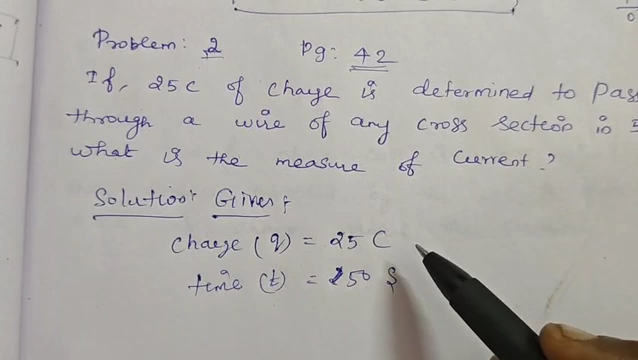 Problem: 2 Pg: 42
If, 25C of charge is determined to Pass
through a wire of any cross section in
what is the measure of Current?
Solution: Given:
charge (q) = 25 C
time (t) = 50 S